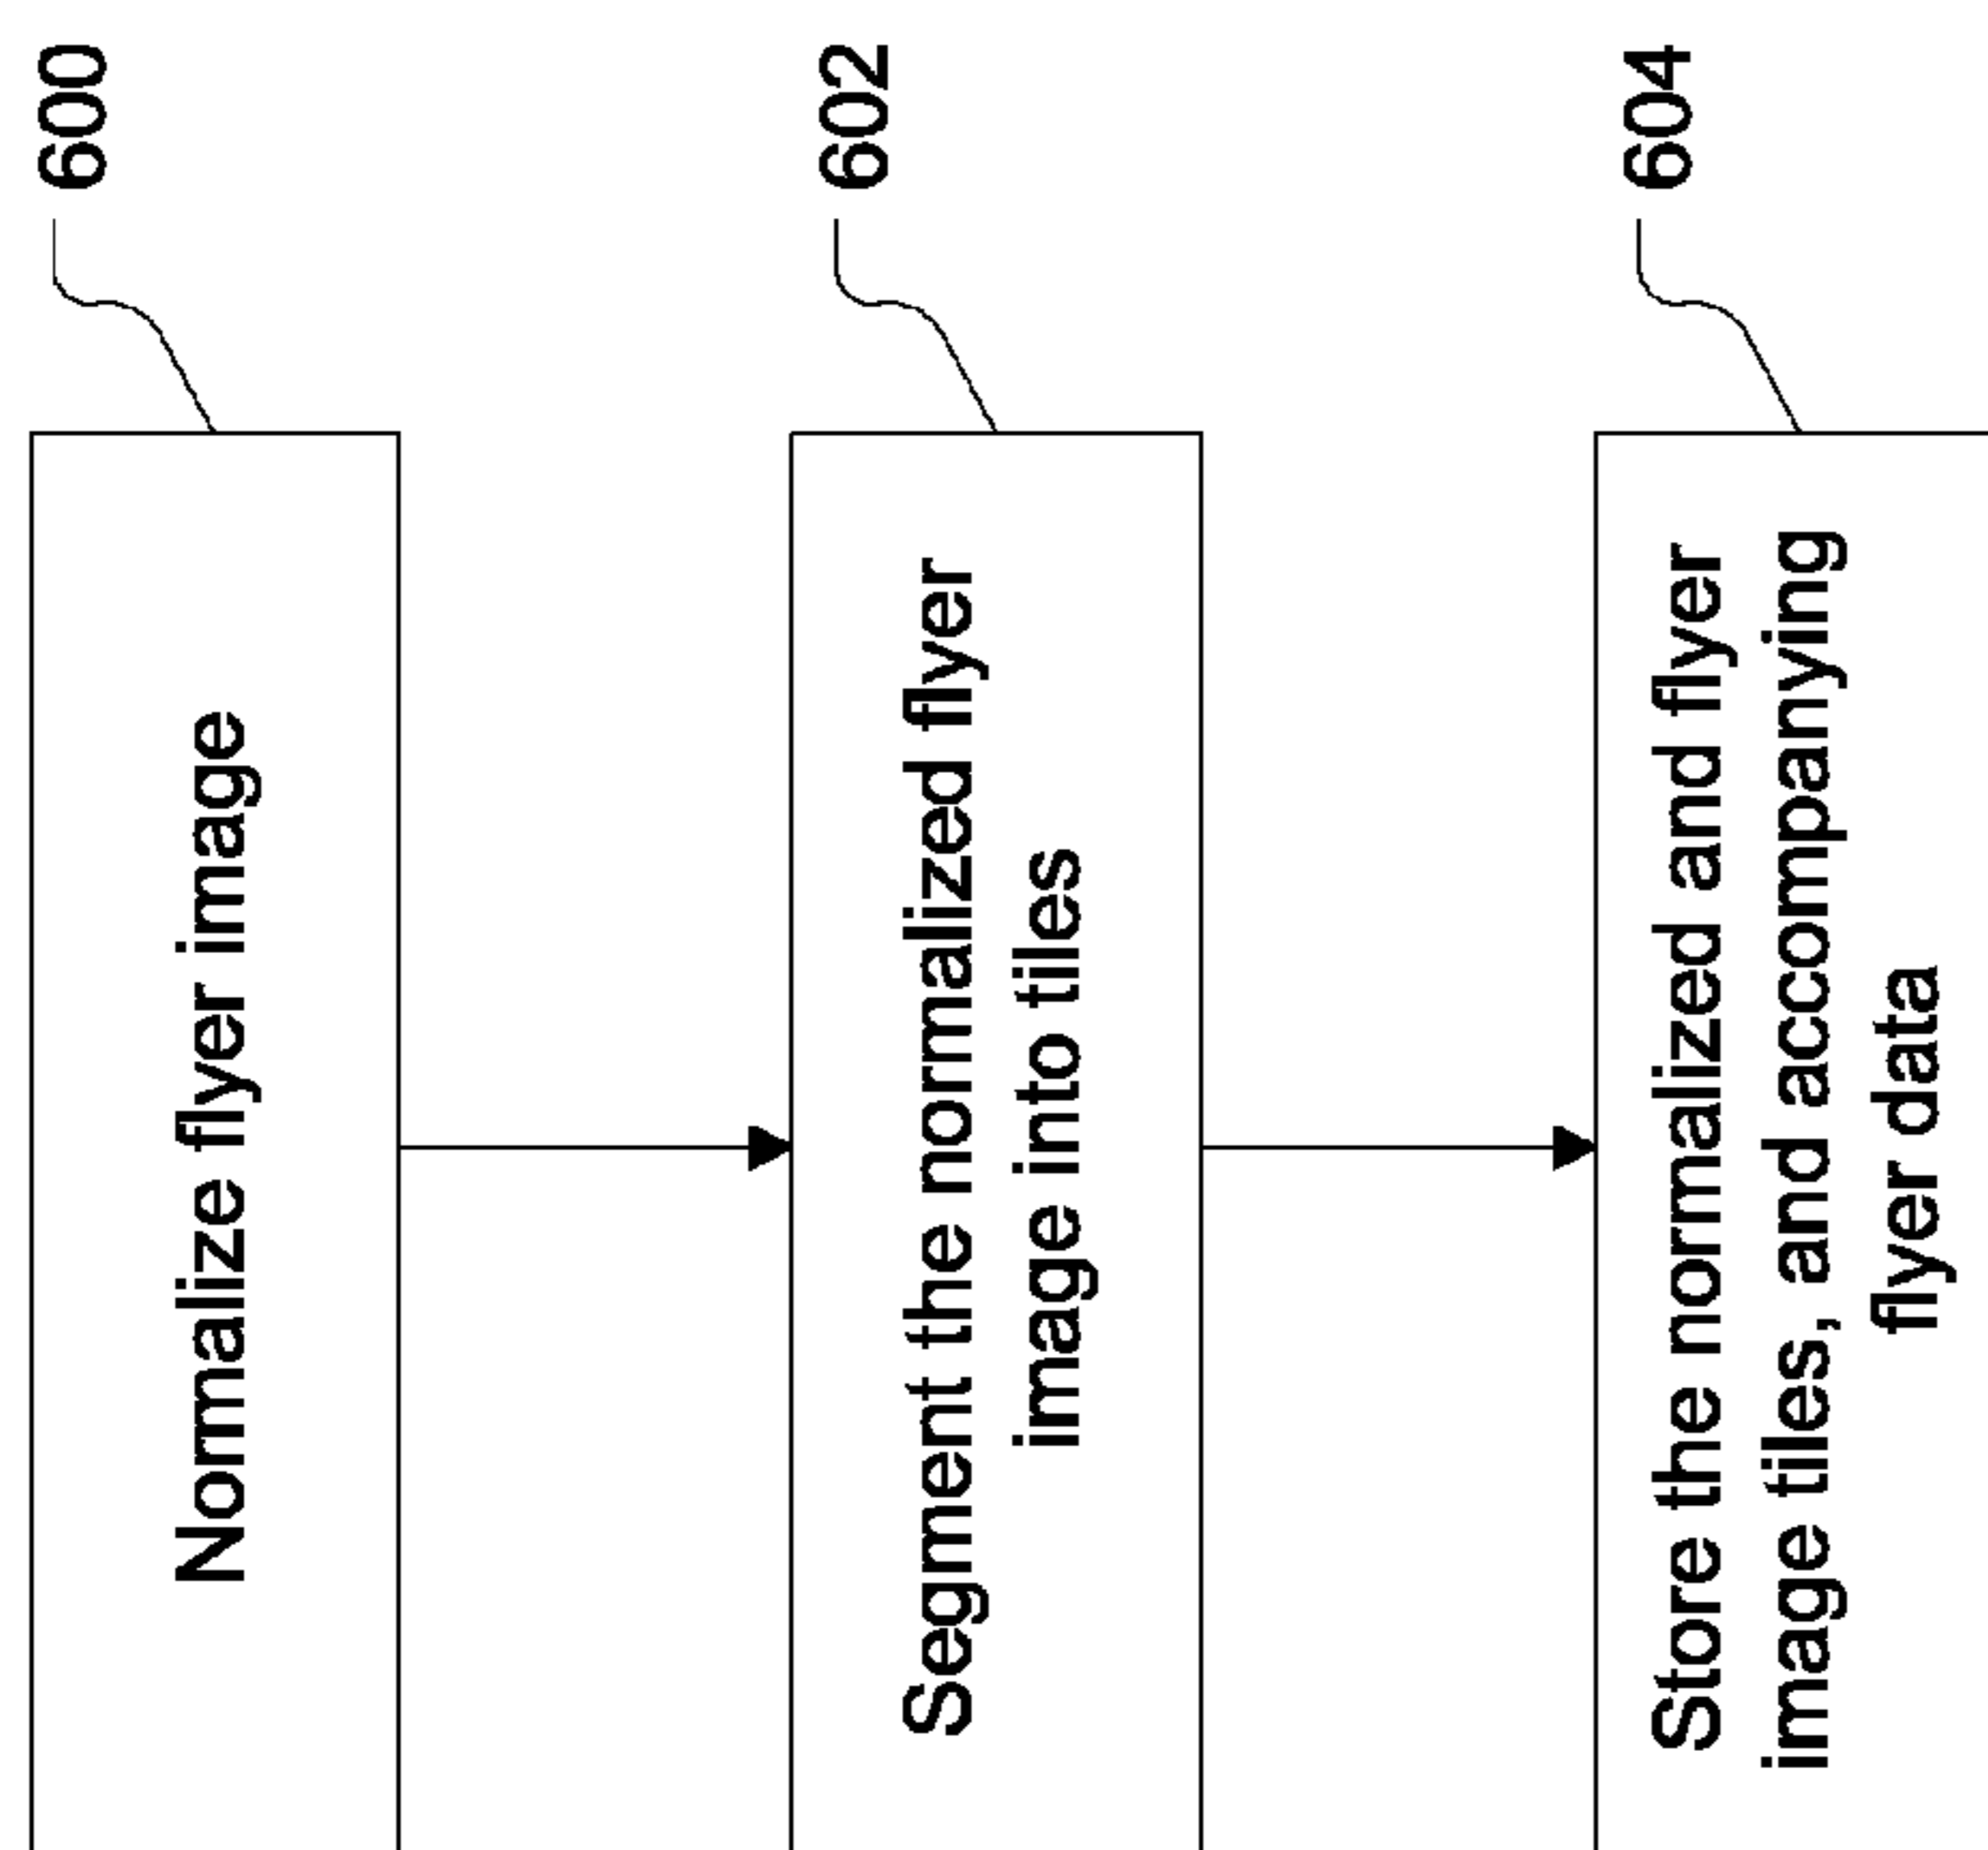 600
Normalize flyer image
602
Segment the normalized flyer
image into tiles
604
Store the normalized and flyer
image tiles, and accompanying
flyer data